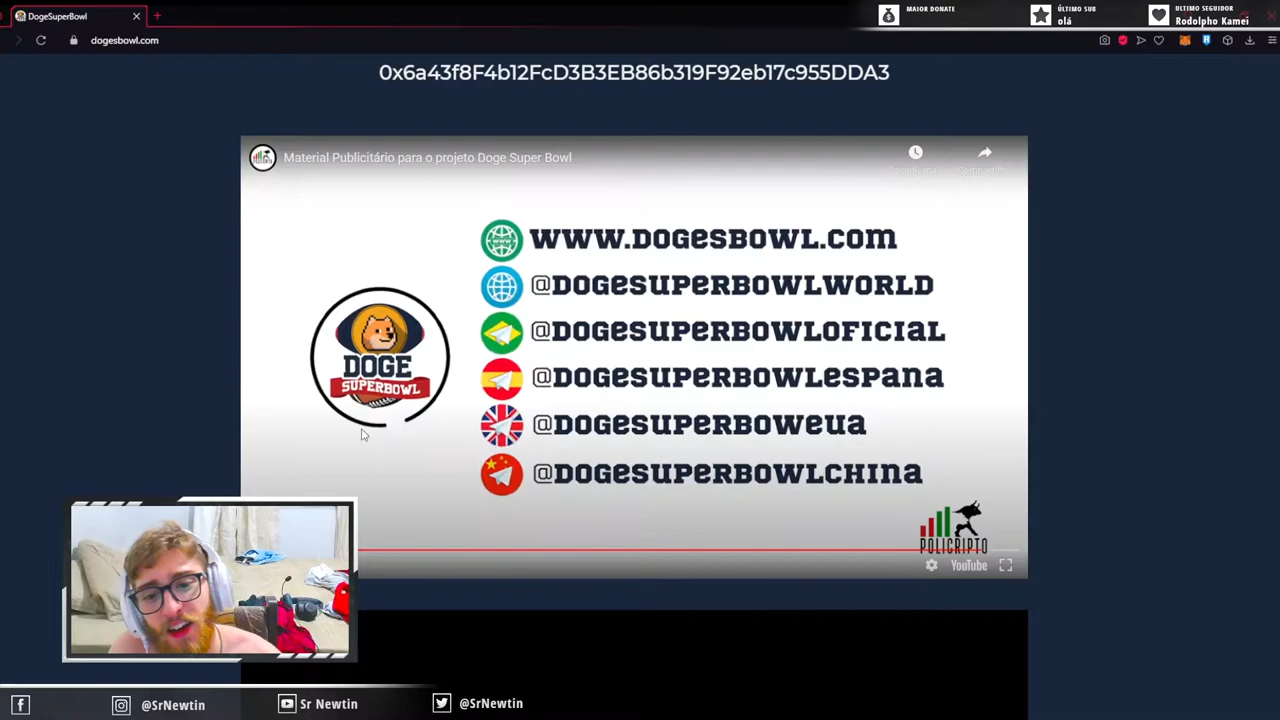 DogeSuperBowl
MAIOR DONATE
ÚLTIMO SUB
olá
ULTIMO SEGUIDOR
Rodolpho Kamei
dogesbowl.com
0x6a43f8F4b12FcD3B3EB86b319F92eb17c955DDA3
Material Publicitário para o projeto Doge Super Bowl
www.DOGESBOWL.COM
@DOGESUPERBOWLWORLD
@DOGESUPERBOWLOFICIAL
@DOGESUPERBOWLESPANA
@DOGESUPERBOWEUA
@DOGESUPERBOWLCHINA
DOGE
SUPERBOWL
POLICRIPTO
YouTube
@SrNewtin
Sr Newtin
@SrNewtin